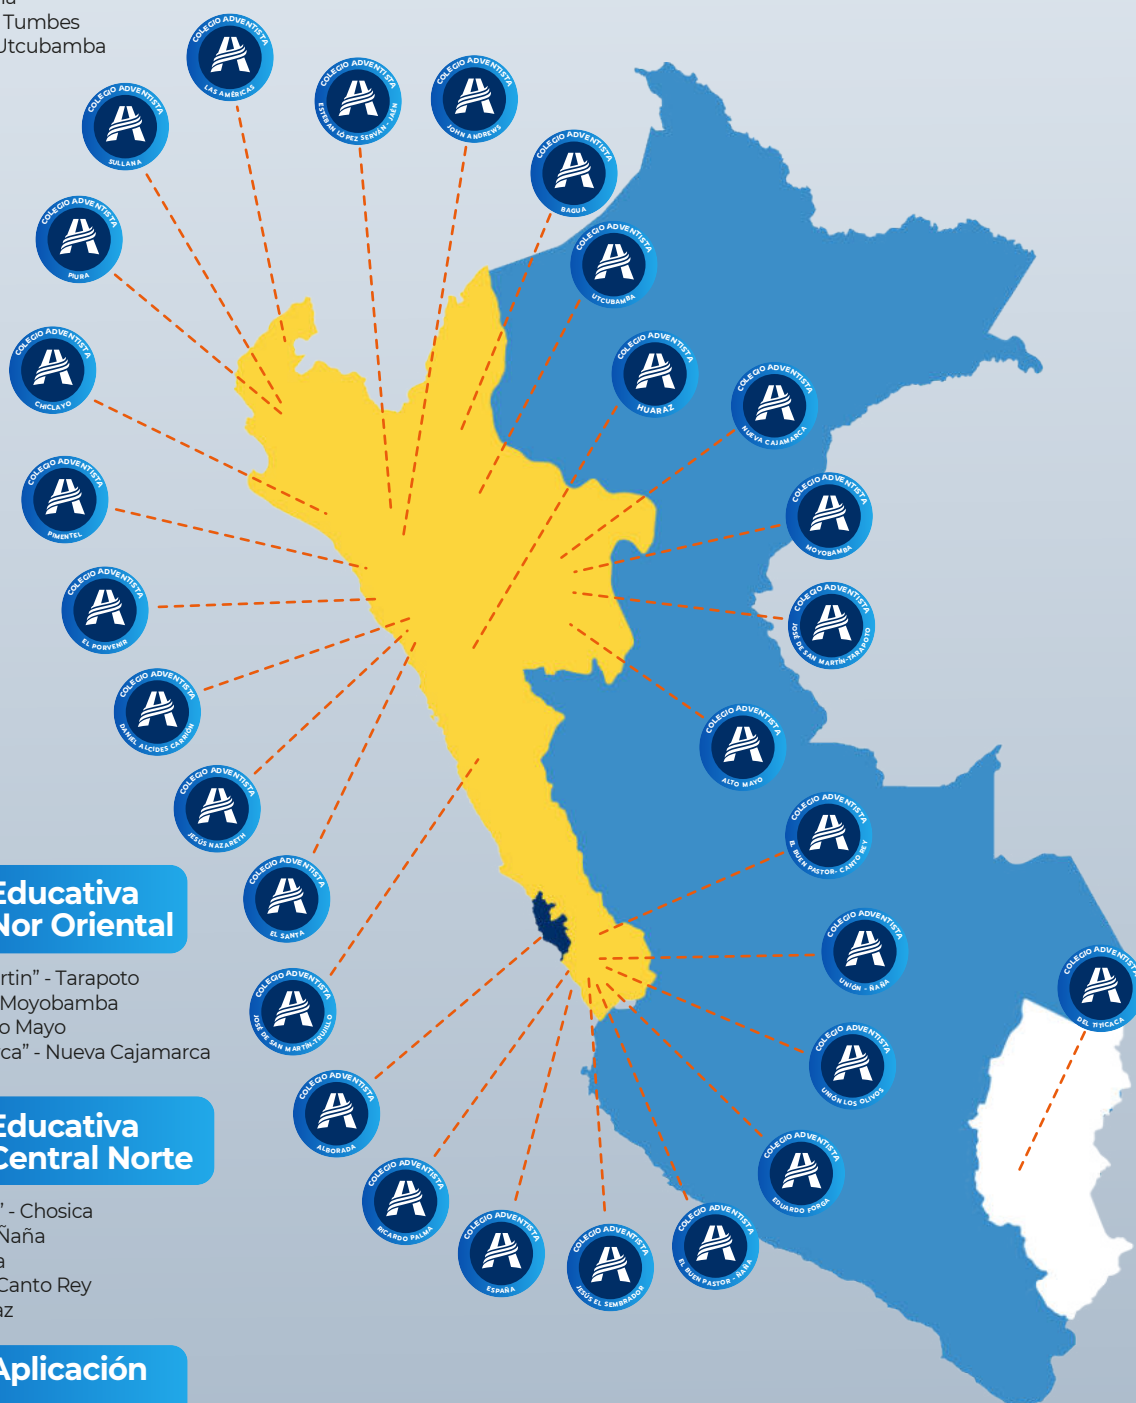 Tumbes
Utcubamba
COLEGIO ADVENTISTA
LAS AMÉRICAS
COLEGIO ADVENTISTA
ESTEBAN LÓPEZ SERVÁN - JAÉN
COLEGIO ADVENTISTA
JOHN ANDREWS
COLEGIO ADVENTISTA
SULLANA
COLEGIO ADVENTISTA
BAGUA
COLEGIO ADVENTISTA
PIURA
COLEGIO ADVENTISTA
UTCUBAMBA
COLEGIO ADVENTISTA
CHICLAYO
COLEGIO ADVENTISTA
HUARAZ
COLEGIO ADVENTISTA
NUEVA CAJAMARCA
COLEGIO ADVENTISTA
PIMENTEL
COLEGIO ADVENTISTA
MOYOBAMBA
COLEGIO ADVENTISTA
EL PORVENIR
COLEGIO ADVENTISTA
JOSÉ DE SAN MARTÍN-TARAPOTO
COLEGIO ADVENTISTA
DANIEL ALCIDES CARRIÓN
COLEGIO ADVENTISTA
ALTO MAYO
COLEGIO ADVENTISTA
JESÚS NAZARETH
COLEGIO ADVENTISTA
EL BUEN PASTOR- CANTO REY
COLEGIO ADVENTISTA
EL SANTA
Educativa
Nor Oriental
COLEGIO ADVENTISTA
UNIÓN - ÑAÑA
COLEGIO ADVENTISTA
DEL TITICACA
rtin” - Tarapoto
Moyobamba
o Mayo
rca” - Nueva Cajamarca
COLEGIO ADVENTISTA
JOSÉ DE SAN MARTÍN-TRUJILLO
COLEGIO ADVENTISTA
UNIÓN LOS OLIVOS
COLEGIO ADVENTISTA
ALBORADA
Educativa
Central Norte
COLEGIO ADVENTISTA
EDUARDO FORGA
COLEGIO ADVENTISTA
RICARDO PALMA
” - Chosica
Ñaña
a
Canto Rey
az
COLEGIO ADVENTISTA
ESPAÑA
COLEGIO ADVENTISTA
JESÚS EL SEMBRADOR
COLEGIO ADVENTISTA
EL BUEN PASTOR - ÑAÑA
Aplicación